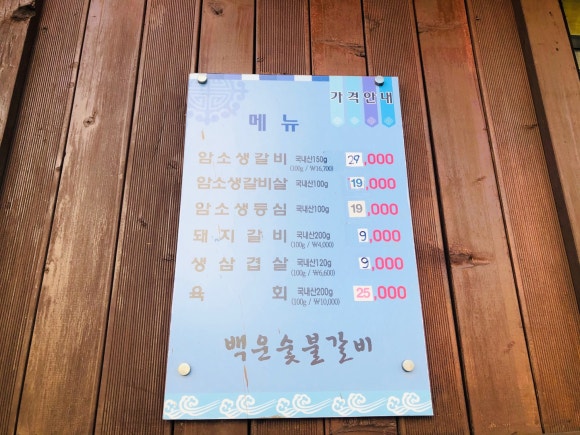 가격안내
메뉴
암소생갈비 국내산150g 29,000
(100g / ₩16,700)
암소생갈비살 국내산100g 19,000
암소생등심 국내산100g 19,000
돼지갈비 국내산200g 9,000
(100g / ₩4,000)
생삼겹살 국내산120g 9,000
(100g / ₩6,600)
육회 국내산200g 25,000
(100g / ₩10,000)
백운숯불갈비